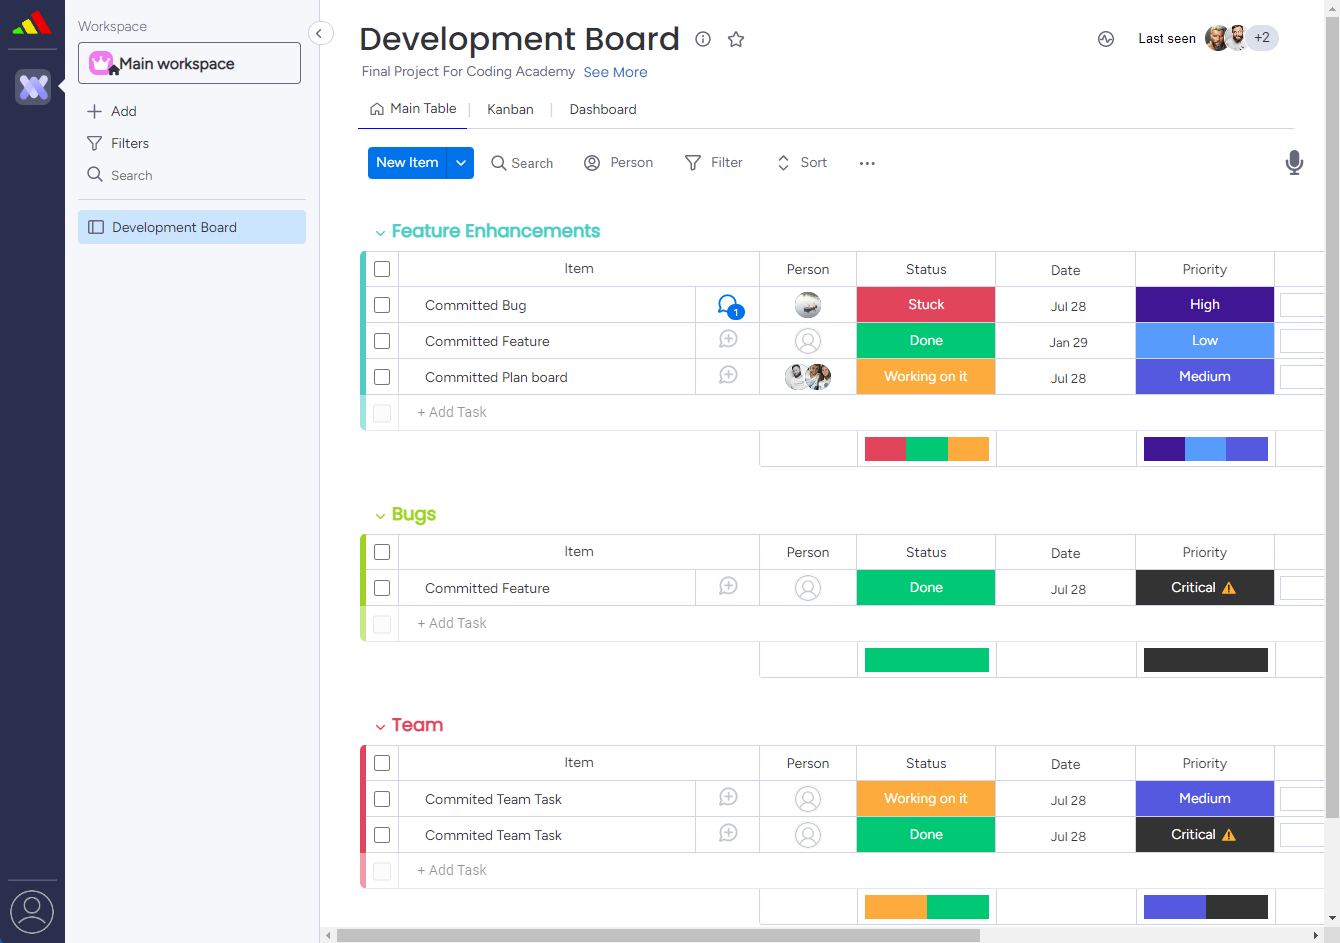 Workspace
Main workspace
Add
Filters
Search
Development Board
Development Board
Last seen
+2
Final Project For Coding Academy See More
Main Table | Kanban | Dashboard
New Item Search Person Filter Sort
Feature Enhancements
Item Person Status Date Priority
Committed Bug 1 Stuck Jul 28 High
Committed Feature Done Jan 29 Low
Committed Plan board Working on it Jul 28 Medium
+ Add Task
Bugs
Item Person Status Date Priority
Committed Feature Done Jul 28 Critical
+ Add Task
Team
Item Person Status Date Priority
Commited Team Task Working on it Jul 28 Medium
Commited Team Task Done Jul 28 Critical
+ Add Task